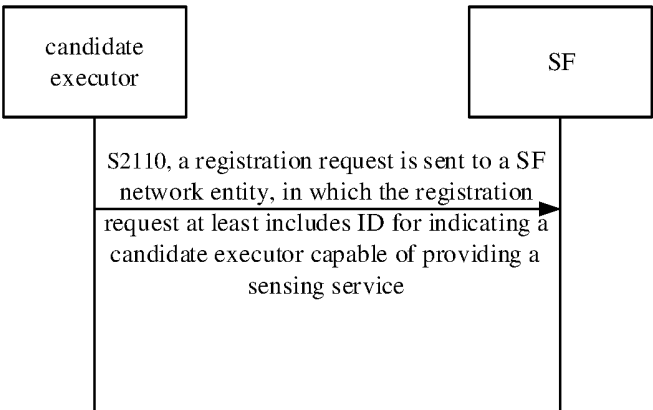 candidate
executor
SF
S2110, a registration request is sent to a SF
network entity, in which the registration
request at least includes ID for indicating a
candidate executor capable of providing a
sensing service